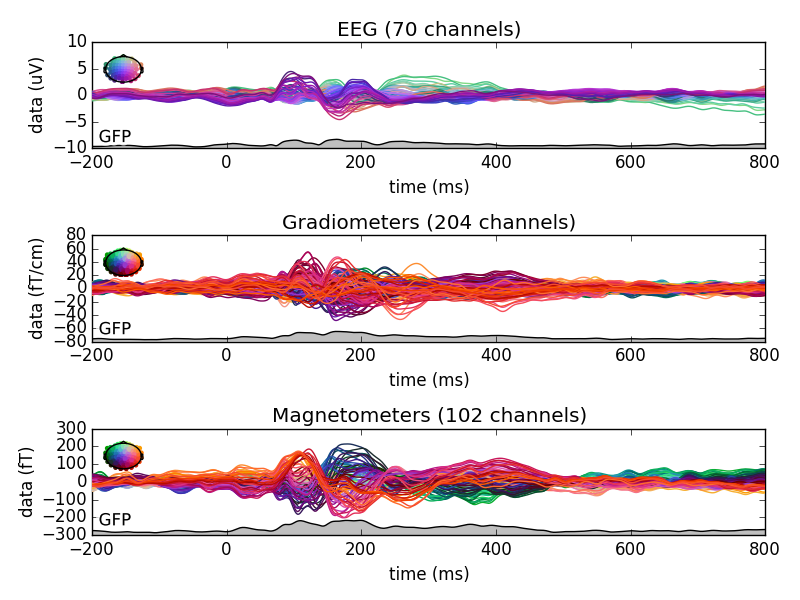 EEG (70 channels)
10
5
0
−5
−10
data (uV)
GFP
−200 0 200 400 600 800
time (ms)
Gradiometers (204 channels)
80
60
40
20
0
−20
−40
−60
−80
data (fT/cm)
GFP
−200 0 200 400 600 800
time (ms)
Magnetometers (102 channels)
300
200
100
0
−100
−200
−300
data (fT)
GFP
−200 0 200 400 600 800
time (ms)